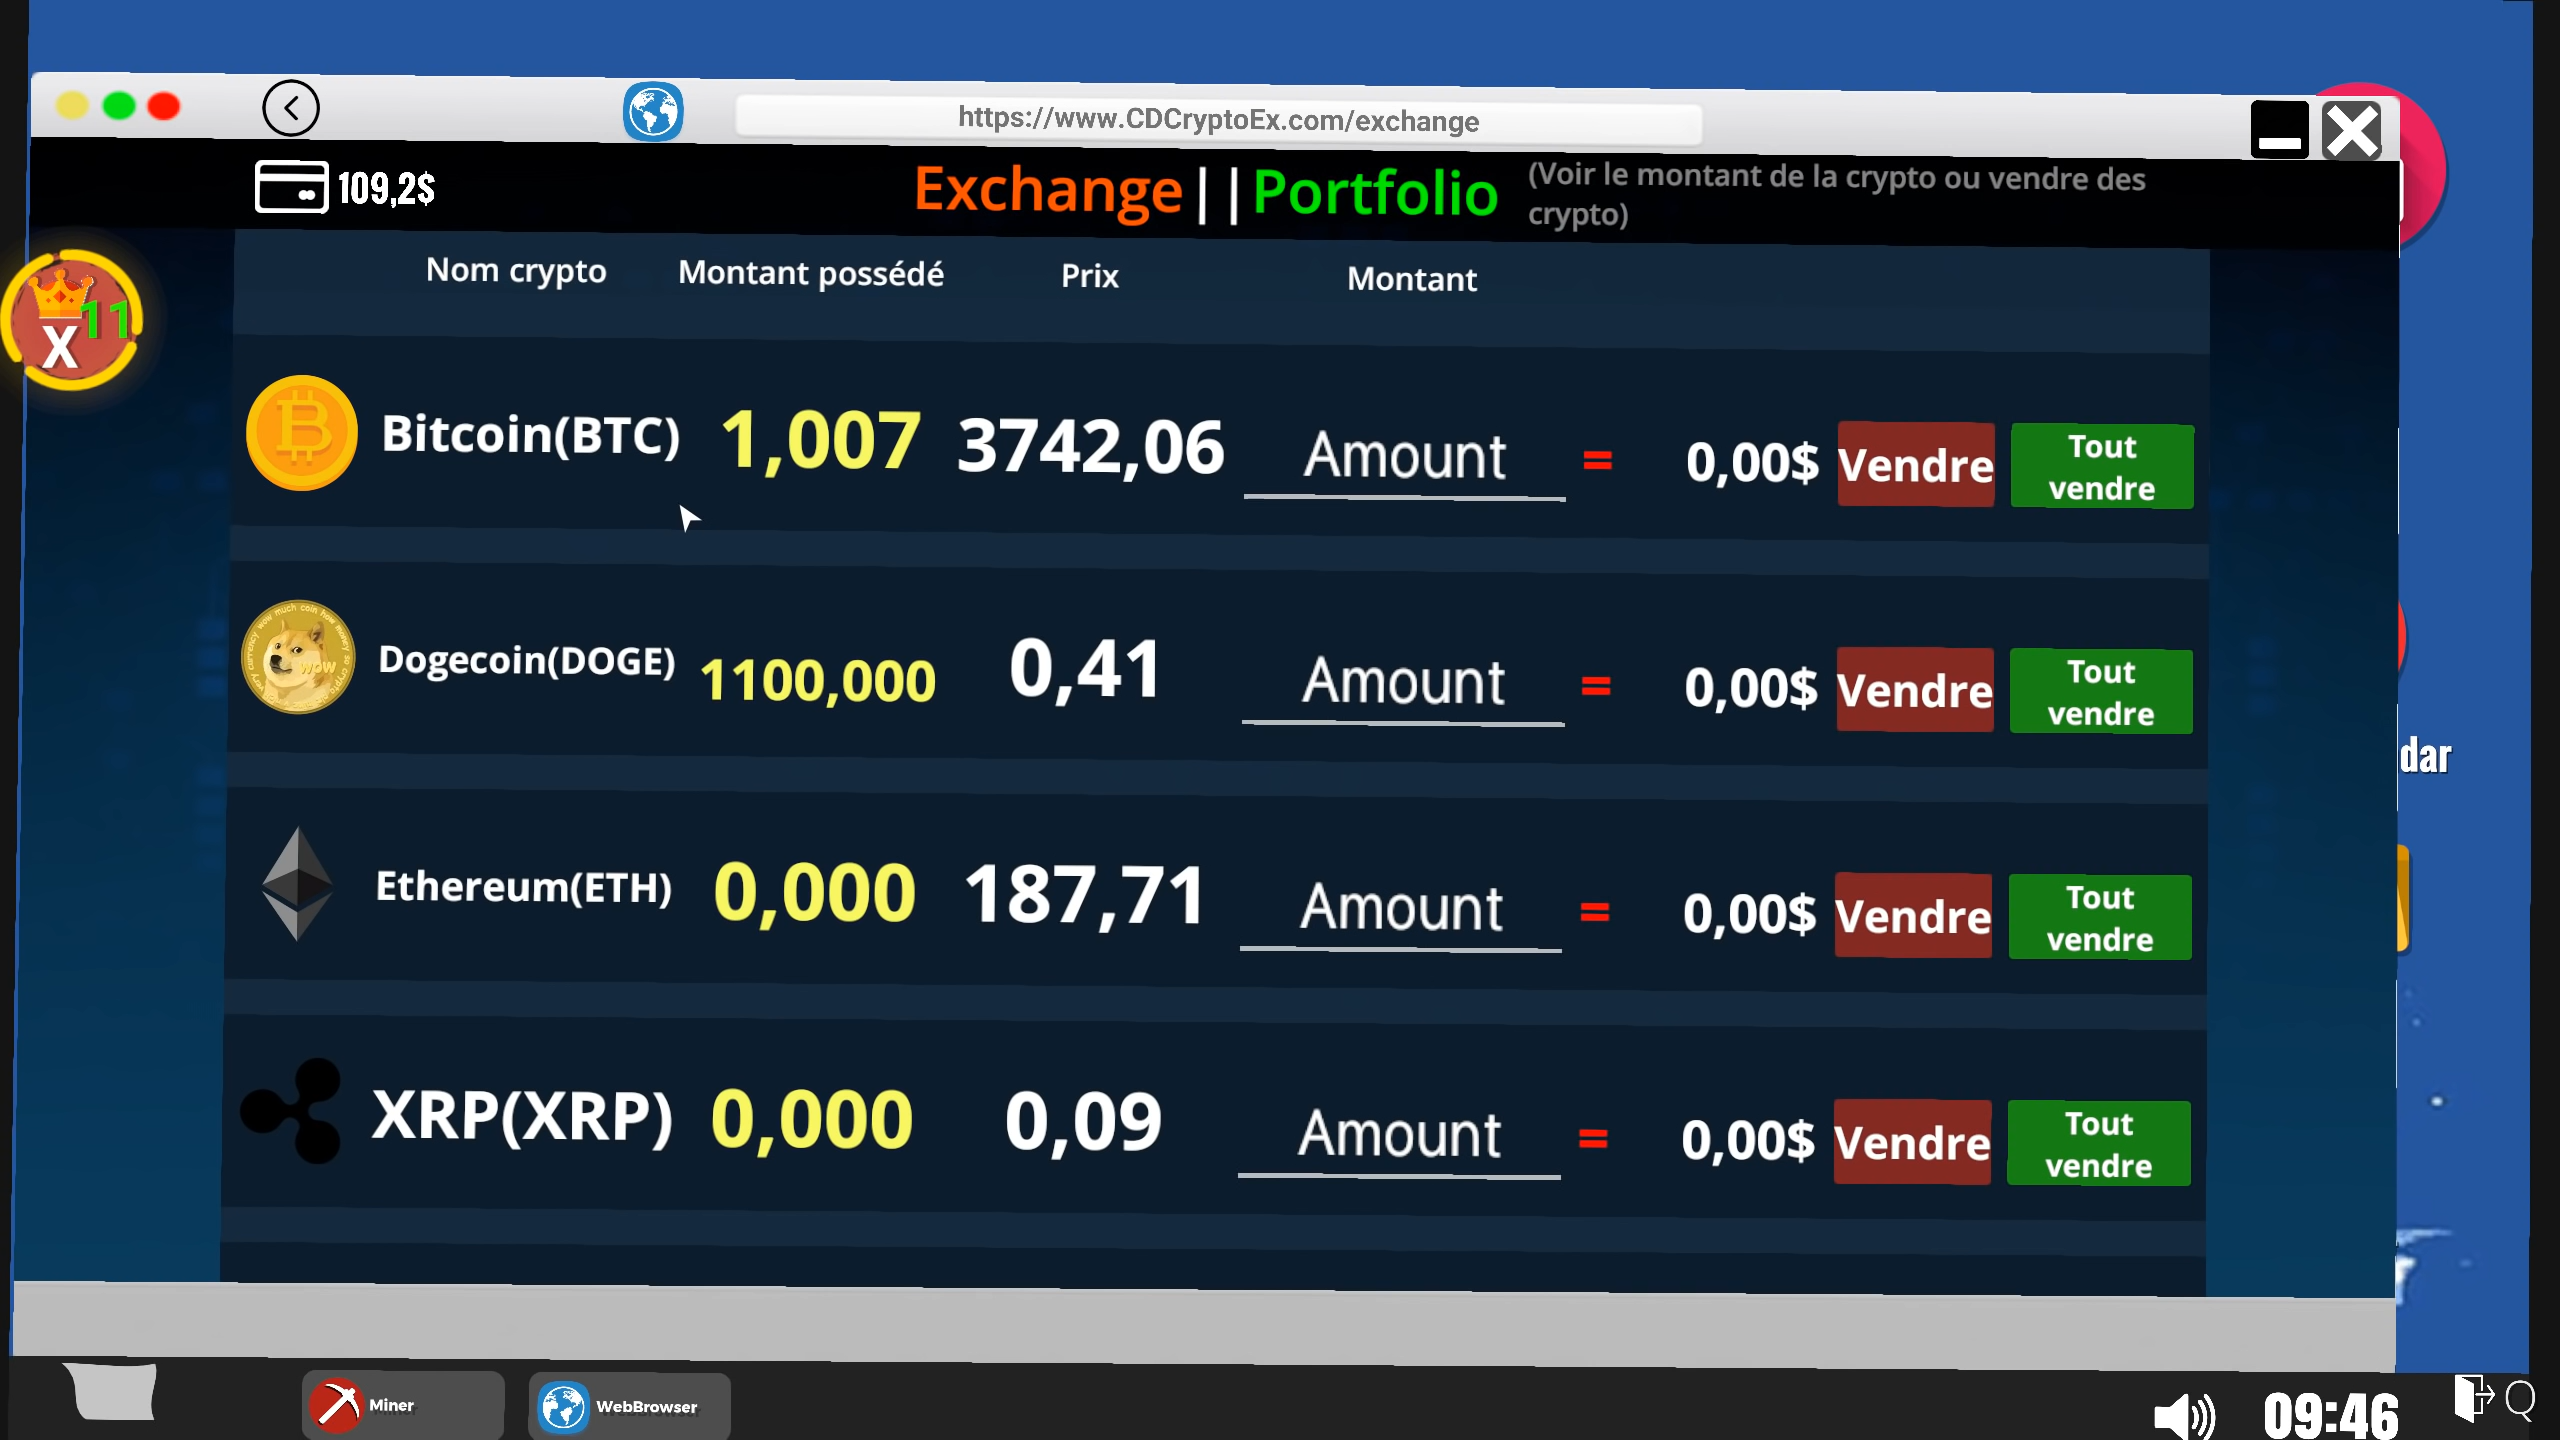 https://www.CDCryptoEx.com/exchange
109,2$
Exchange||Portfolio
(Voir le montant de la crypto ou vendre des
crypto)
Nom crypto Montant possédé Prix Montant
X11
Bitcoin(BTC) 1,007 3742,06 Amount = 0,00$ Vendre Tout
vendre
Dogecoin(DOGE) 1100,000 0,41 Amount = 0,00$ Vendre Tout
vendre
dar
Ethereum(ETH) 0,000 187,71 Amount = 0,00$ Vendre Tout
vendre
XRP(XRP) 0,000 0,09 Amount = 0,00$ Vendre Tout
vendre
Miner
WebBrowser
09:46
Q